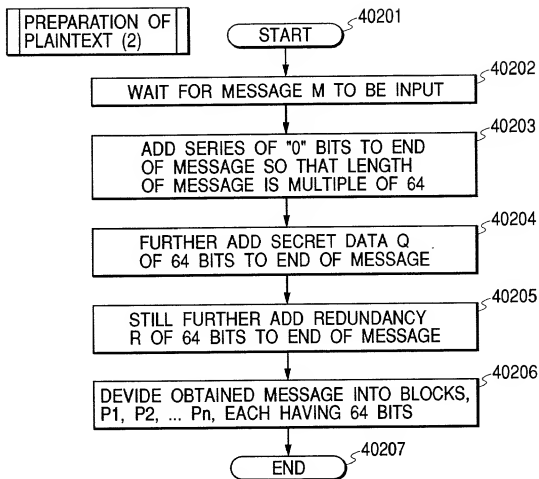 PREPARATION OF
PLAINTEXT (2)
START
40201
WAIT FOR MESSAGE M TO BE INPUT
40202
ADD SERIES OF "0" BITS TO END
OF MESSAGE SO THAT LENGTH
OF MESSAGE IS MULTIPLE OF 64
40203
FURTHER ADD SECRET DATA Q
OF 64 BITS TO END OF MESSAGE
40204
STILL FURTHER ADD REDUNDANCY
R OF 64 BITS TO END OF MESSAGE
40205
DEVIDE OBTAINED MESSAGE INTO BLOCKS,
P1, P2, ... Pn, EACH HAVING 64 BITS
40206
END
40207